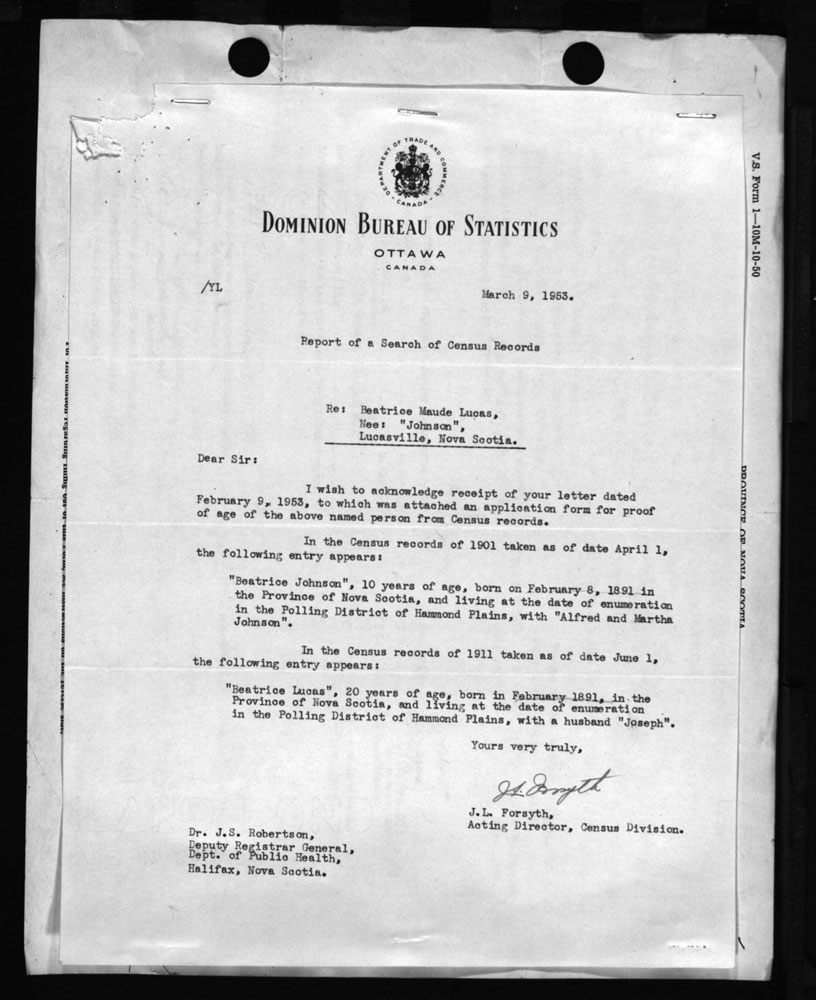 DEPARTMENT OF TRADE AND COMMERCE
CANADA
DOMINION BUREAU OF STATISTICS
OTTAWA
CANADA
/YL
March 9, 1953.
Report of a Search of Census Records
Re: Beatrice Maude Lucas,
Nee: "Johnson",
Lucasville, Nova Scotia.
Dear Sir:
I wish to acknowledge receipt of your letter dated
February 9, 1953, to which was attached an application form for proof
of age of the above named person from Census records.
In the Census records of 1901 taken as of date April 1,
the following entry appears:
"Beatrice Johnson", 10 years of age, born on February 8, 1891 in
the Province of Nova Scotia, and living at the date of enumeration
in the Polling District of Hammond Plains, with "Alfred and Martha
Johnson".
In the Census records of 1911 taken as of date June 1,
the following entry appears:
"Beatrice Lucas", 20 years of age, born in February 1891, in the
Province of Nova Scotia, and living at the date of enumeration
in the Polling District of Hammond Plains, with a husband "Joseph".
Yours very truly,
J.L. Forsyth
J.L. Forsyth,
Acting Director, Census Division.
Dr. J.S. Robertson,
Deputy Registrar General,
Dept. of Public Health,
Halifax, Nova Scotia.
V.S. Form 1—10M-10-50
PROVINCE OF NOVA SCOTIA